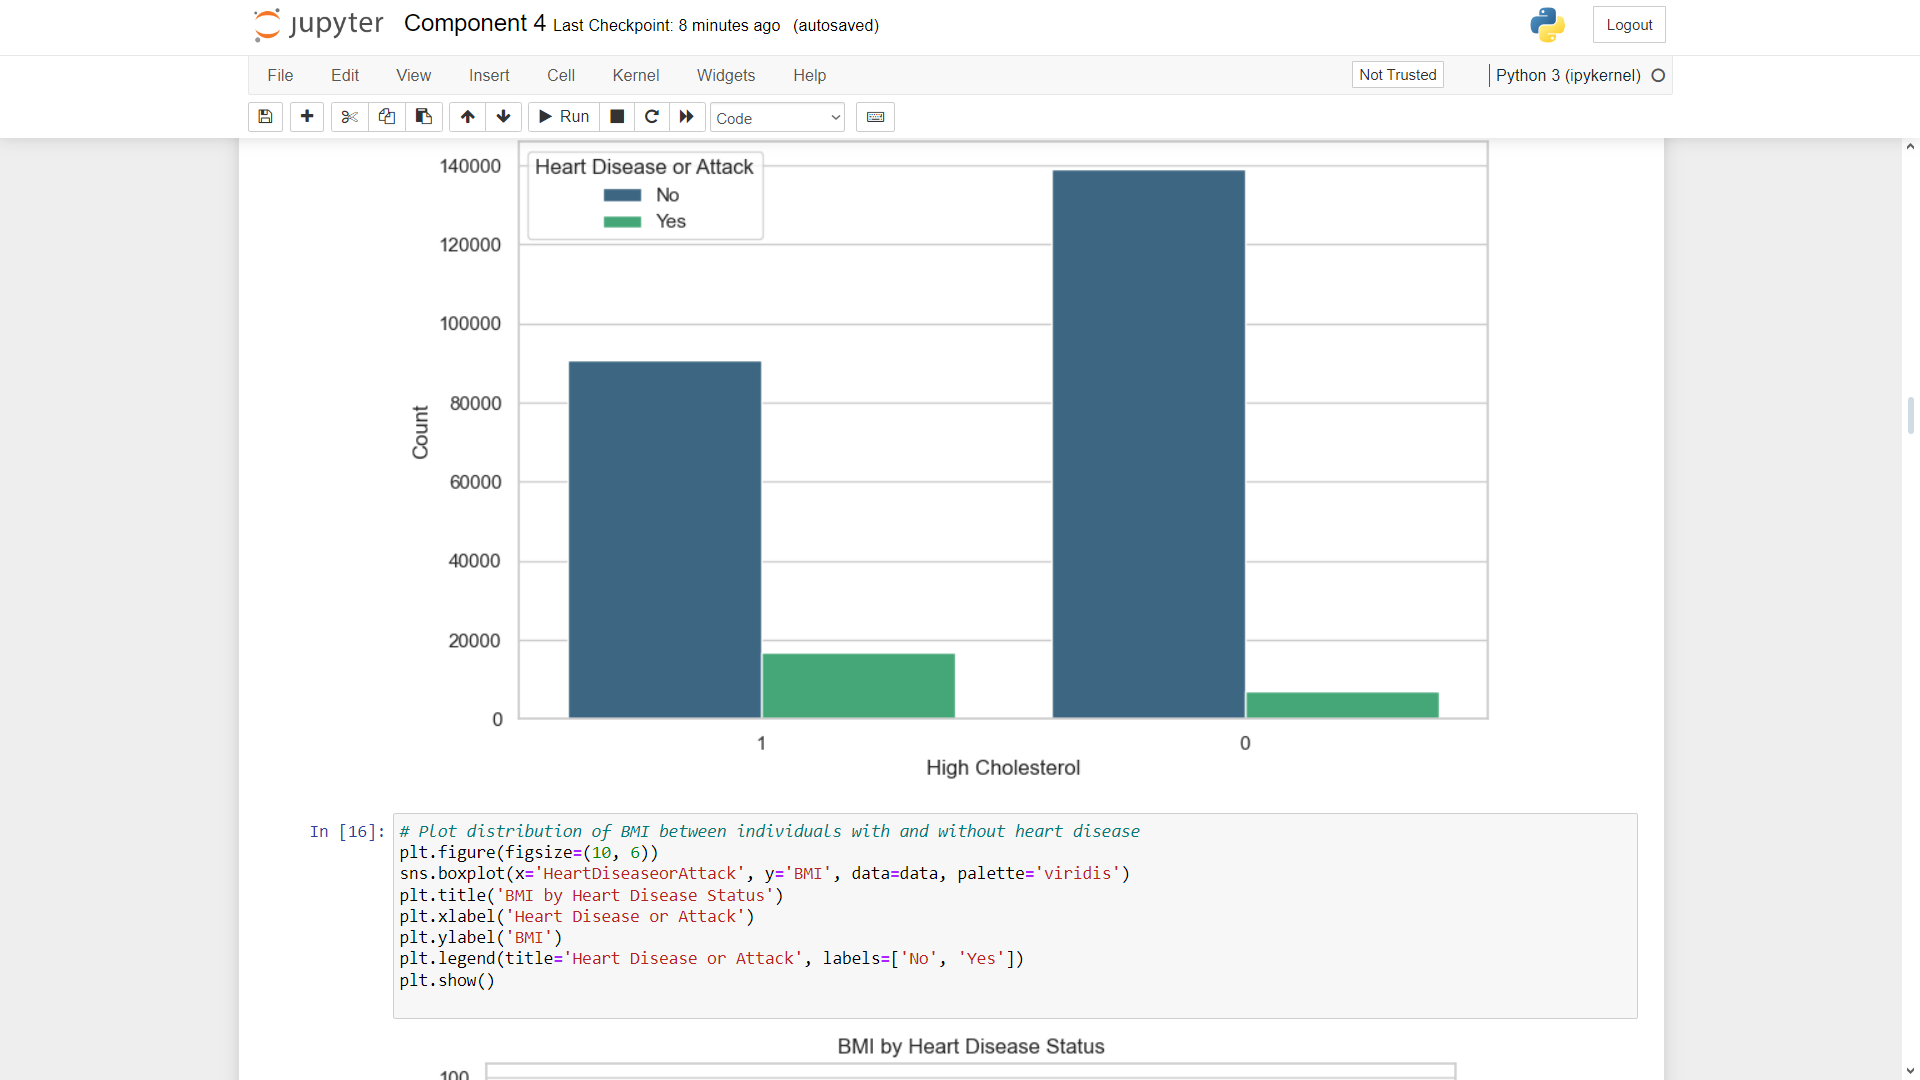 jupyter Component 4 Last Checkpoint: 8 minutes ago (autosaved)
Logout
File Edit View Insert Cell Kernel Widgets Help
Not Trusted
Python 3 (ipykernel)
Run
Code
Heart Disease or Attack
No
Yes
140000
120000
100000
80000
60000
40000
20000
0
Count
1
0
High Cholesterol
In [16]:
# Plot distribution of BMI between individuals with and without heart disease
plt.figure(figsize=(10, 6))
sns.boxplot(x='HeartDiseaseorAttack', y='BMI', data=data, palette='viridis')
plt.title('BMI by Heart Disease Status')
plt.xlabel('Heart Disease or Attack')
plt.ylabel('BMI')
plt.legend(title='Heart Disease or Attack', labels=['No', 'Yes'])
plt.show()
BMI by Heart Disease Status
100